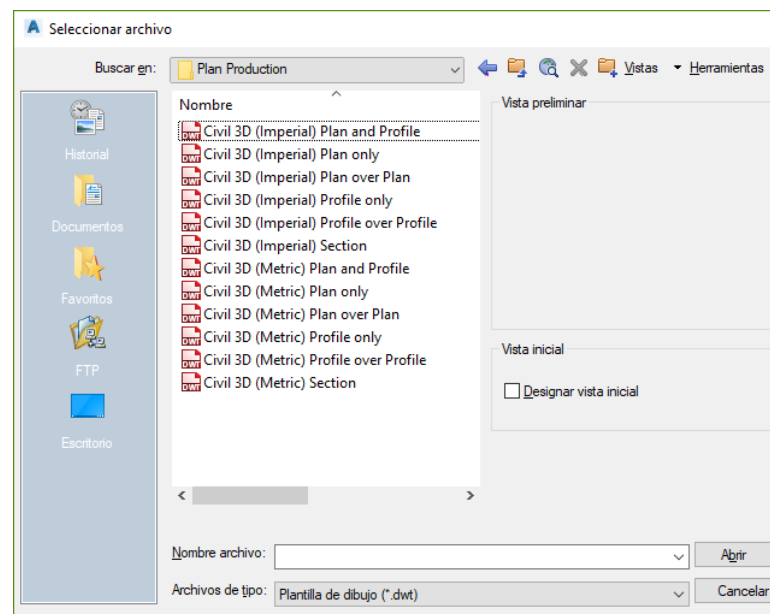 Seleccionar archivo
Buscar en:
Plan Production
Vistas
Herramientas
Historial
Documentos
Favoritos
FTP
Escritorio
Nombre
Civil 3D (Imperial) Plan and Profile
Civil 3D (Imperial) Plan only
Civil 3D (Imperial) Plan over Plan
Civil 3D (Imperial) Profile only
Civil 3D (Imperial) Profile over Profile
Civil 3D (Imperial) Section
Civil 3D (Metric) Plan and Profile
Civil 3D (Metric) Plan only
Civil 3D (Metric) Plan over Plan
Civil 3D (Metric) Profile only
Civil 3D (Metric) Profile over Profile
Civil 3D (Metric) Section
Vista preliminar
Vista inicial
Designar vista inicial
Nombre archivo:
Abrir
Archivos de tipo:
Plantilla de dibujo (*.dwt)
Cancelar